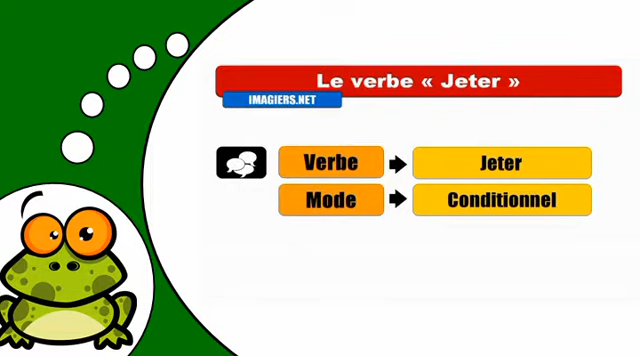 Le verbe « Jeter »
IMAGIERS.NET
Verbe Jeter
Mode Conditionnel